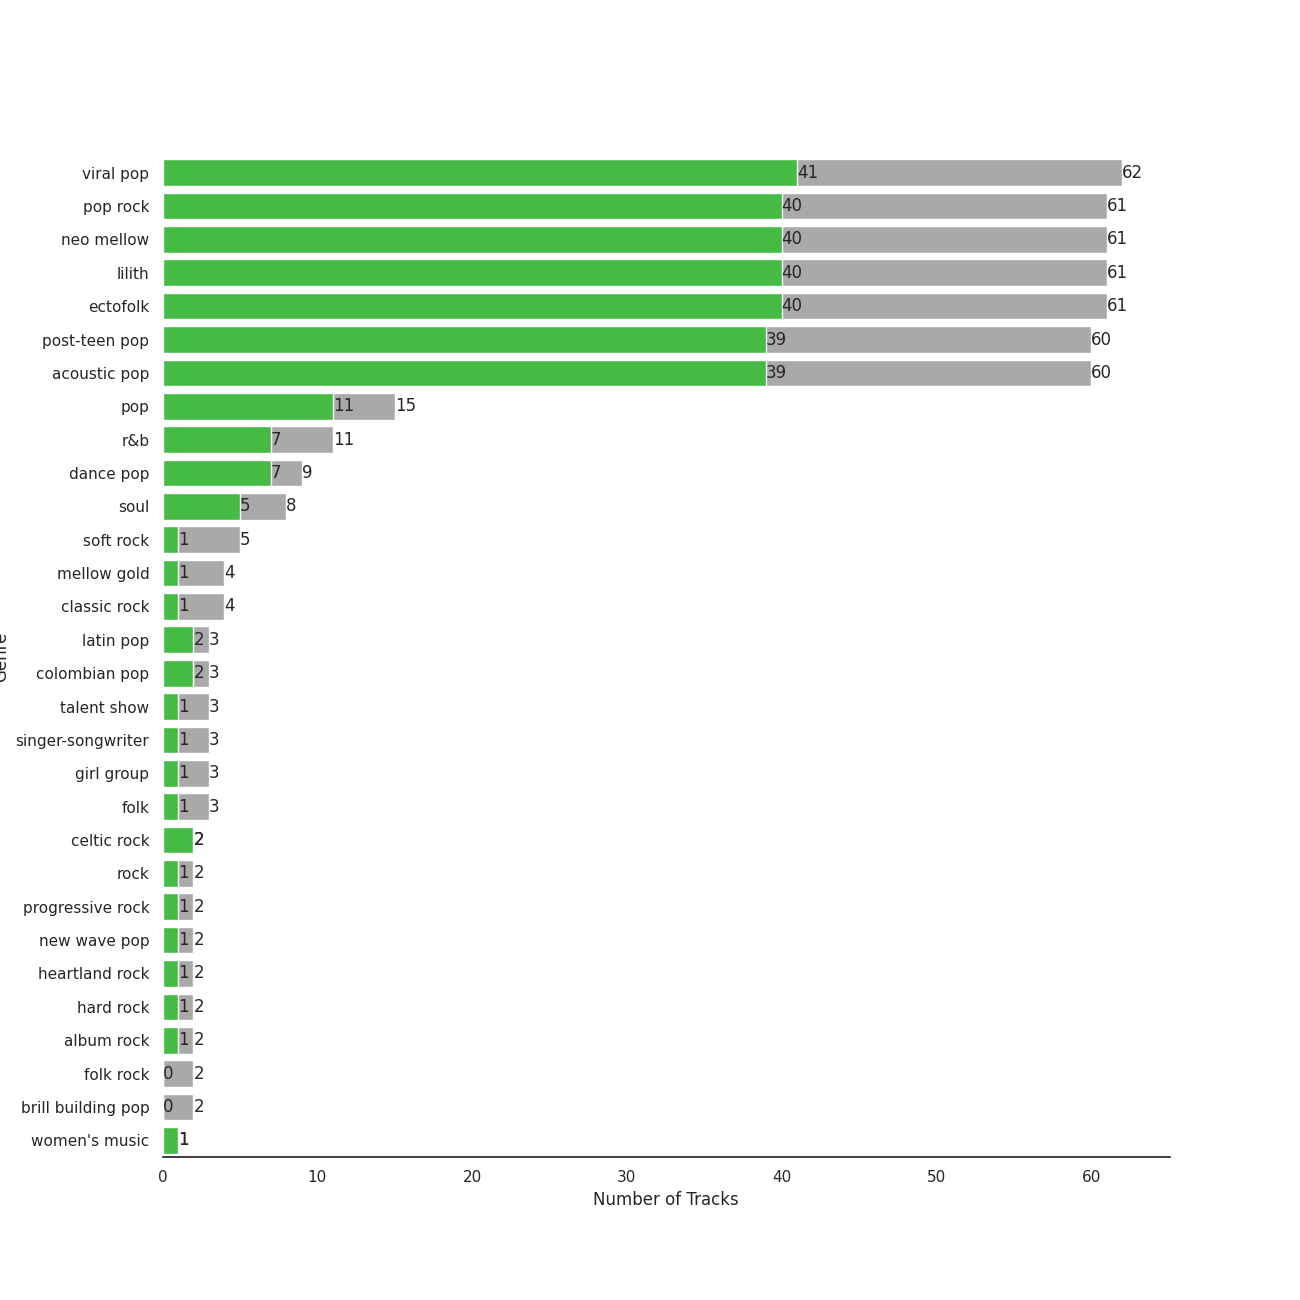 viral pop 41 62
pop rock 40 61
neo mellow 40 61
lilith 40 61
ectofolk 40 61
post-teen pop 39 60
acoustic pop 39 60
pop 11 15
r&b 7 11
dance pop 7 9
soul 5 8
soft rock 1 5
mellow gold 1 4
classic rock 1 4
latin pop 2 3
colombian pop 2 3
talent show 1 3
singer-songwriter 1 3
girl group 1 3
folk 1 3
celtic rock 2
rock 1 2
progressive rock 1 2
new wave pop 1 2
heartland rock 1 2
hard rock 1 2
album rock 1 2
folk rock 0 2
brill building pop 0 2
women's music 1
0 10 20 30 40 50 60
Number of Tracks
Genre